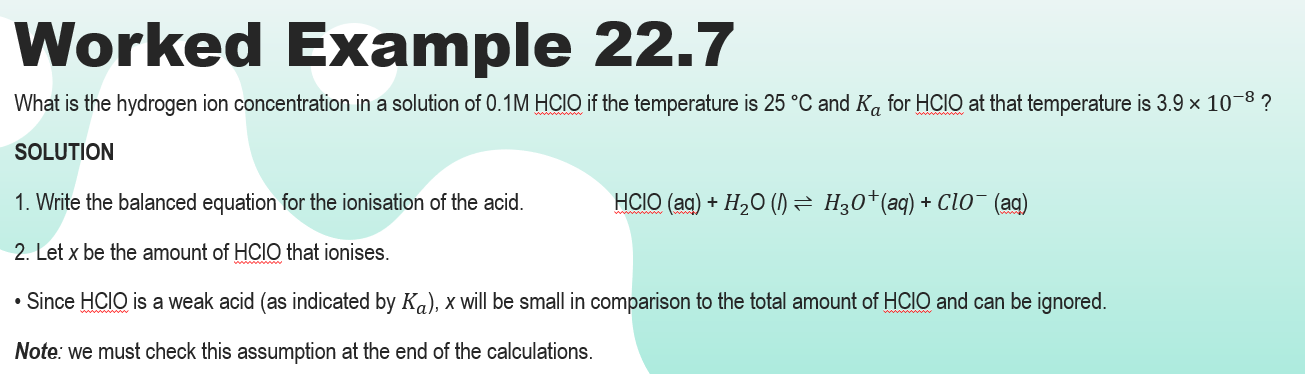 Worked Example 22.7
What is the hydrogen ion concentration in a solution of 0.1M HClO if the temperature is 25 °C and Kₐ for HClO at that temperature is 3.9 × 10⁻⁸ ?
SOLUTION
1. Write the balanced equation for the ionisation of the acid. HClO (aq) + H₂O (l) ⇌ H₃O⁺(aq) + ClO⁻ (aq)
2. Let x be the amount of HClO that ionises.
• Since HClO is a weak acid (as indicated by Kₐ), x will be small in comparison to the total amount of HClO and can be ignored.
Note: we must check this assumption at the end of the calculations.